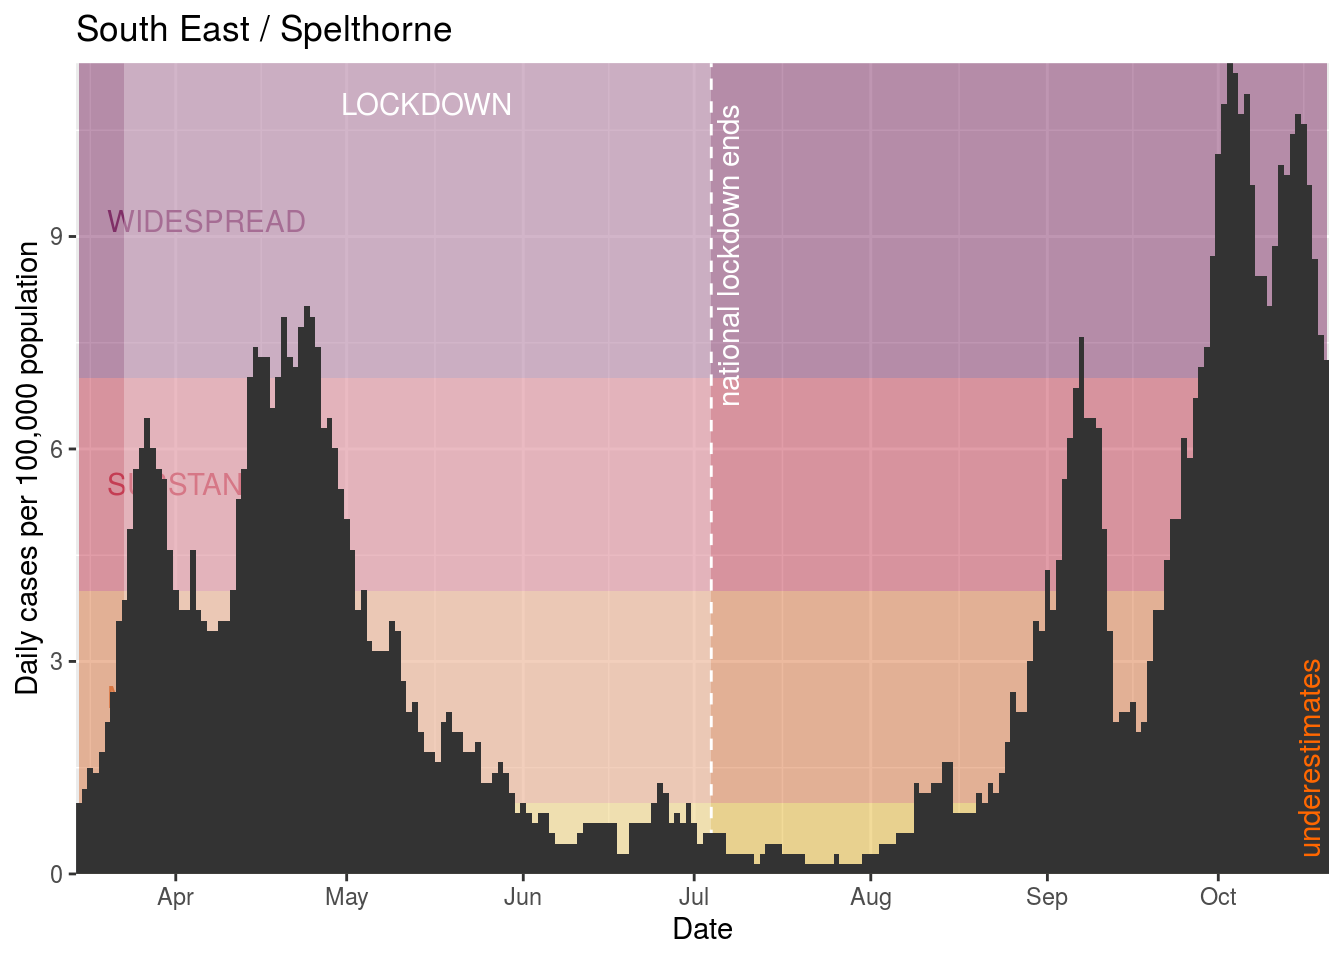 South East / Spelthorne
LOCKDOWN
national lockdown ends
WIDESPREAD
SUBSTAN
underestimates
Daily cases per 100,000 population
9
6
3
0
Apr
May
Jun
Jul
Aug
Sep
Oct
Date